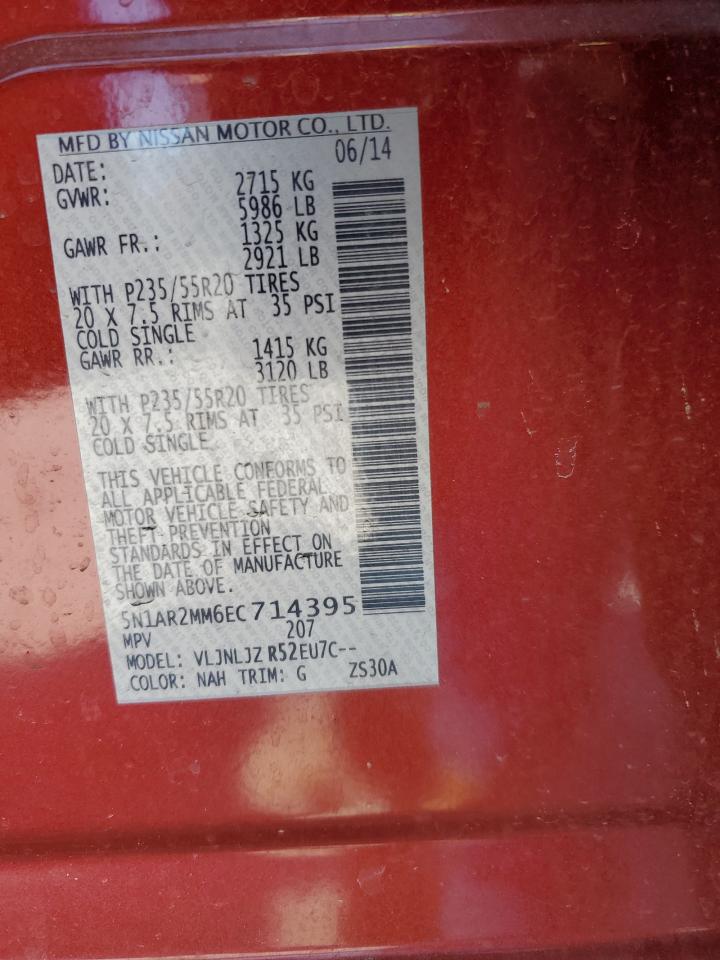 MFD BY NISSAN MOTOR CO., LTD.
DATE: 06/14
GVWR: 2715 KG
5986 LB
GAWR FR.: 1325 KG
2921 LB
WITH P235/55R20 TIRES
20 X 7.5 RIMS AT 35 PSI
COLD SINGLE
GAWR RR.: 1415 KG
3120 LB
WITH P235/55R20 TIRES
20 X 7.5 RIMS AT 35 PSI
COLD SINGLE
THIS VEHICLE CONFORMS TO
ALL APPLICABLE FEDERAL
MOTOR VEHICLE SAFETY AND
THEFT PREVENTION
STANDARDS IN EFFECT ON
THE DATE OF MANUFACTURE
SHOWN ABOVE.
5N1AR2MM6EC714395
MPV 207
MODEL: VLJNLJZ R52EU7C--
COLOR: NAH TRIM: G ZS30A